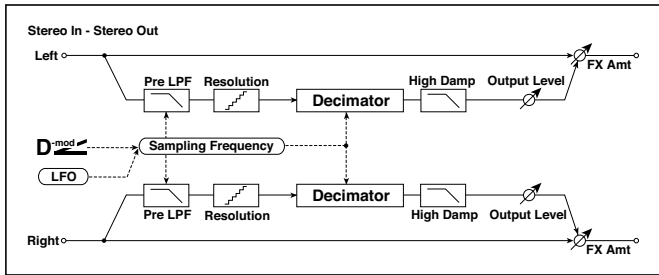 Stereo In - Stereo Out
Left
FX Amt
Pre LPF
Resolution
Decimator
High Damp
Output Level
D-mod
Sampling Frequency
LFO
Decimator
Pre LPF
Resolution
High Damp
Output Level
Right
FX Amt